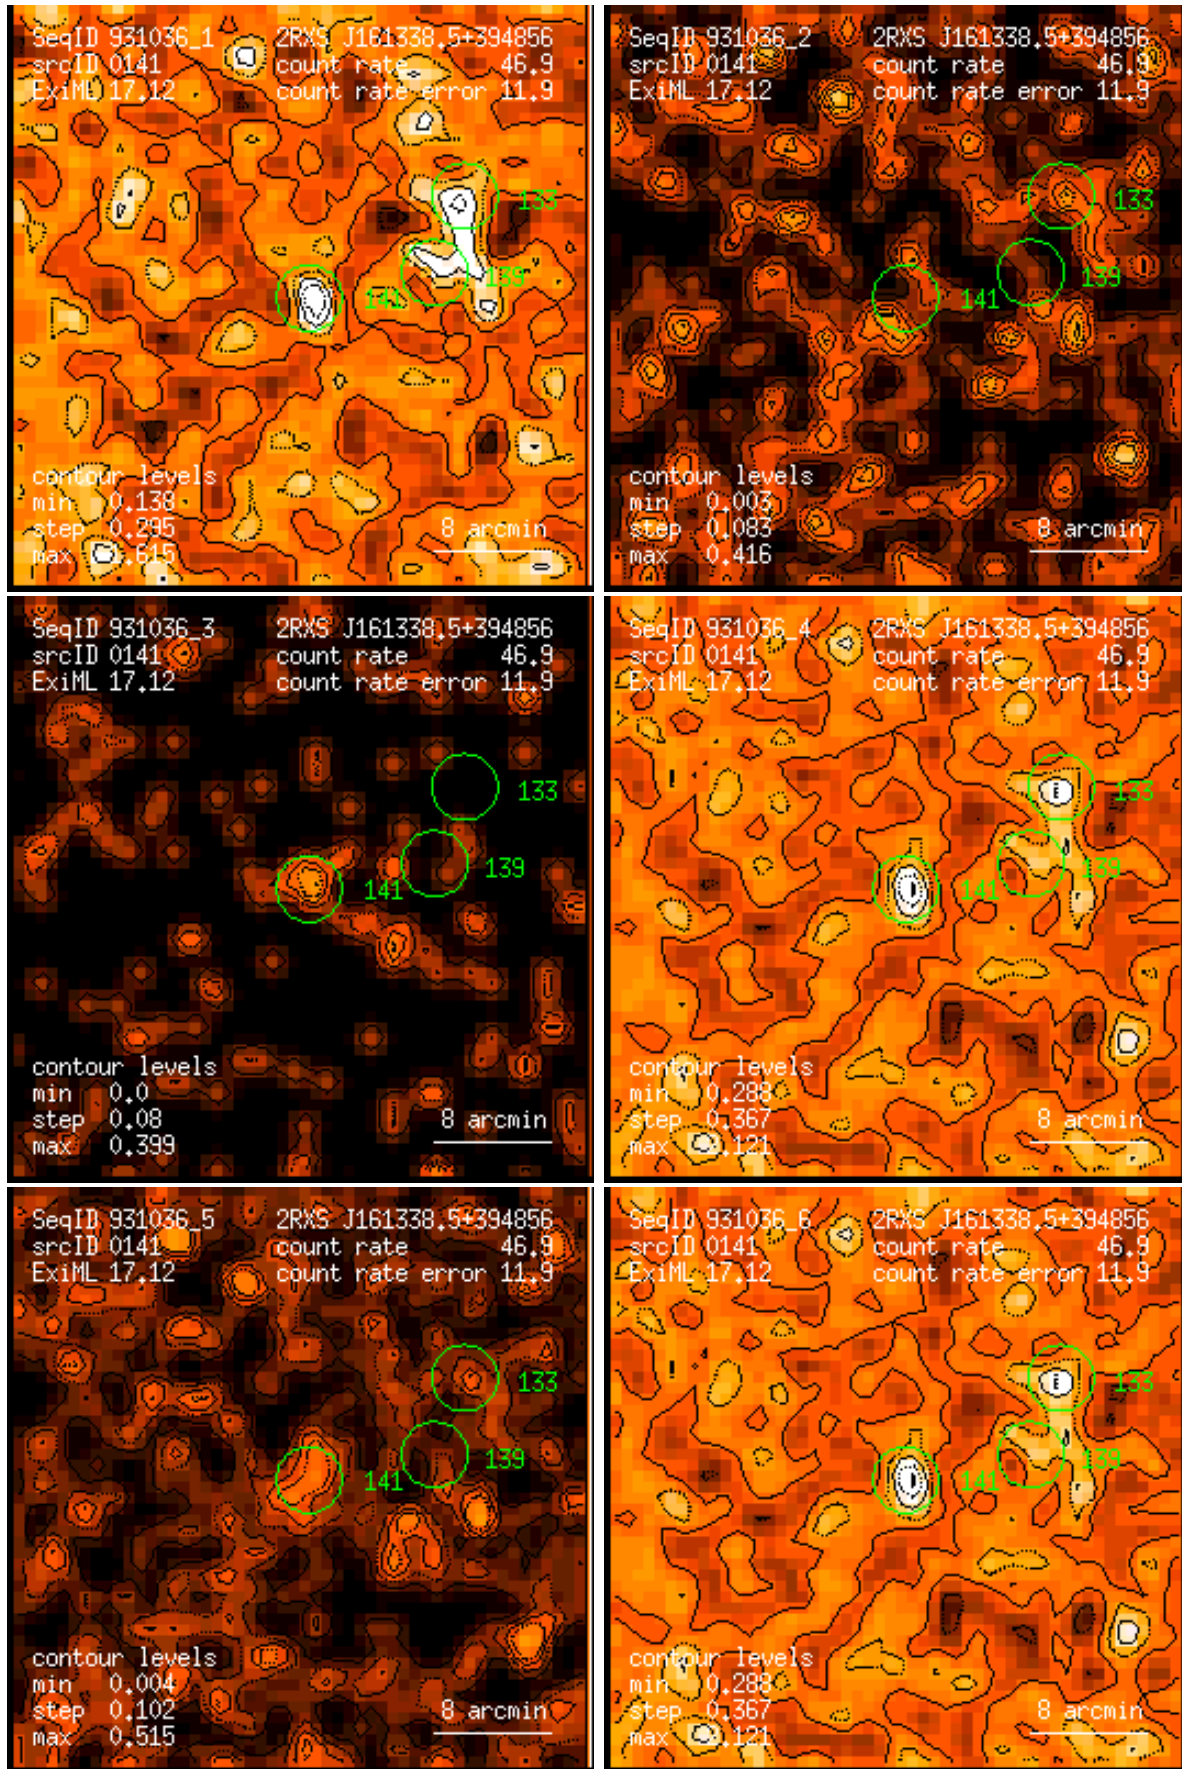 SeqID 931036_1 2RXS J161338.5+394856
srcID 0141 count rate 46.9
ExiML 17.12 count rate error 11.9
133
139
141
contour levels
min 0.138
step 0.295 8 arcmin
max .615
SeqID 931036_2 2RXS J161338.5+394856
srcID 0141 count rate 46.9
ExiML 17.12 count rate error 11.9
133
139
141
contour levels
min 0.003
step 0.083 8 arcmin
max 0.416
SeqID 931036_3 2RXS J161338.5+394856
srcID 0141 count rate 46.9
ExiML 17.12 count rate error 11.9
133
139
141
contour levels
min 0.0
step 0.08 8 arcmin
max 0.399
SeqID 931036_4 2RXS J161338.5+394856
srcID 0141 count rate 46.9
ExiML 17.12 count rate error 11.9
133
139
141
contour levels
min 0.288
step 0.367 8 arcmin
max .121
SeqID 931036_5 2RXS J161338.5+394856
srcID 0141 count rate 46.9
ExiML 17.12 count rate error 11.9
133
139
141
contour levels
min 0.004
step 0.102 8 arcmin
max 0.515
SeqID 931036_6 2RXS J161338.5+394856
srcID 0141 count rate 46.9
ExiML 17.12 count rate error 11.9
133
139
141
contour levels
min 0.288
step 0.367 8 arcmin
max .121